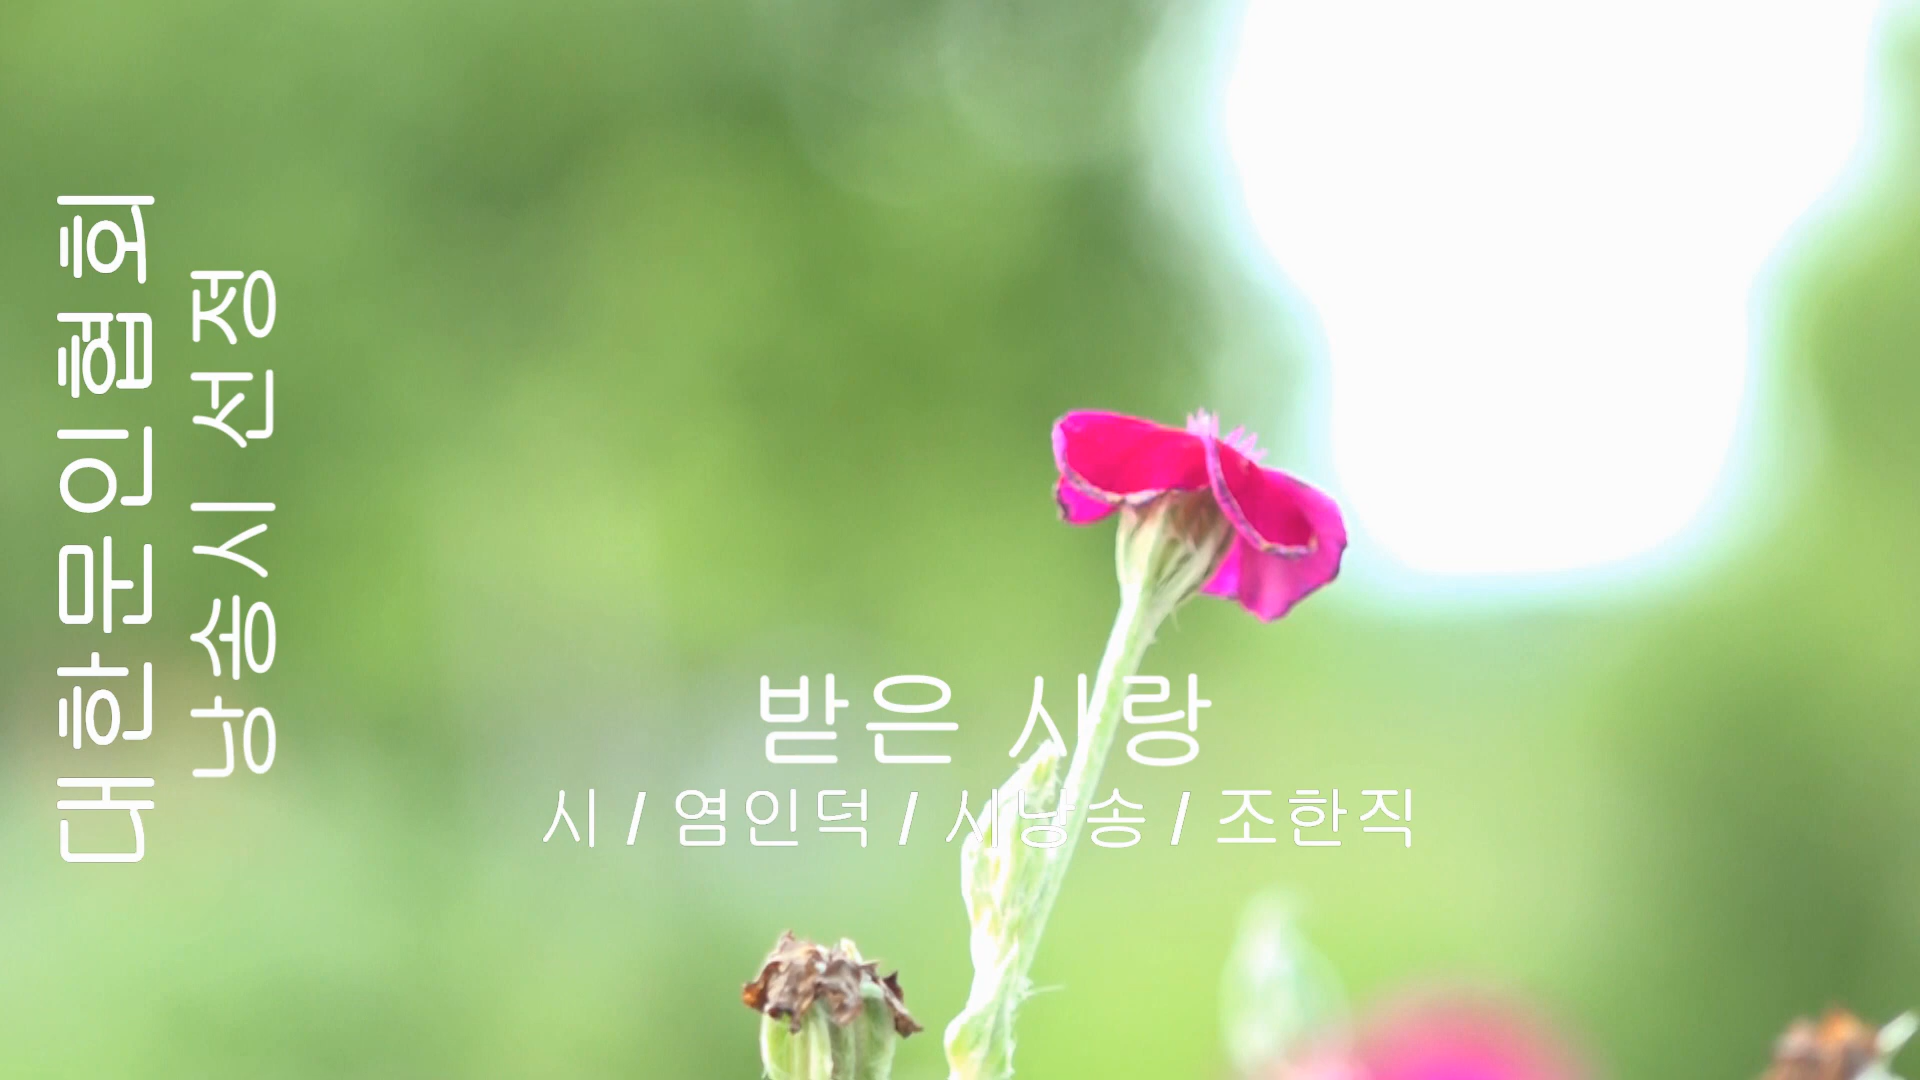 대한문인협회
낭송시 선정
받은 사랑
시 / 염인덕 / 시낭송 / 조한직